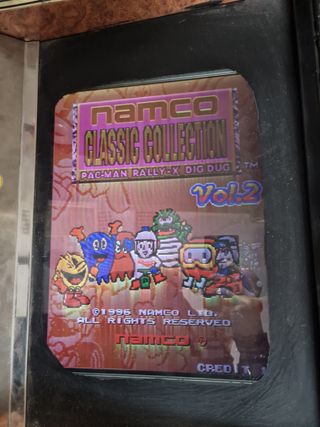 namco
CLASSIC COLLECTION
PAC-MAN RALLY-X DIG DUG ™
Vol.2
©1996 NAMCO LTD.
ALL RIGHTS RESERVED
namco ®
CREDIT